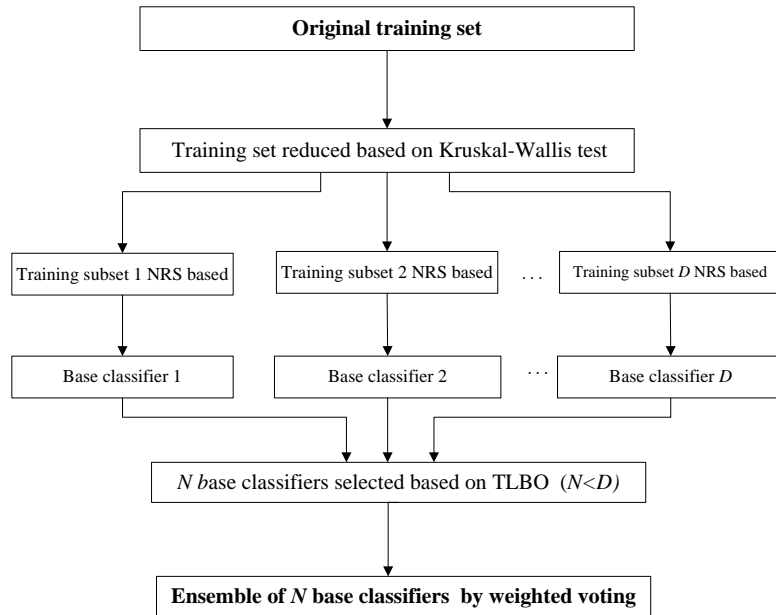 Original training set
Training set reduced based on Kruskal-Wallis test
Training subset 1 NRS based
Training subset 2 NRS based
. . .
Training subset D NRS based
Base classifier 1
Base classifier 2
. . .
Base classifier D
N base classifiers selected based on TLBO (N<D)
Ensemble of N base classifiers by weighted voting